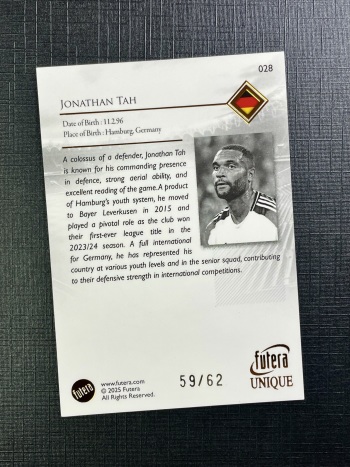 028
JONATHAN TAH
Date of Birth : 11.2.96
Place of Birth : Hamburg, Germany
A colossus of a defender, Jonathan Tah
is known for his commanding presence
in defence, strong aerial ability, and
excellent reading of the game.A product
of Hamburg's youth system, he moved
to Bayer Leverkusen in 2015 and
played a pivotal role as the club won
their first-ever league title in the
2023/24 season. A full international
for Germany, he has represented his
country at various youth levels and in the senior squad, contributing
to their defensive strength in international competitions.
futera
www.futera.com
© 2025 Futera
All Rights Reserved.
59/62
futera
UNIQUE